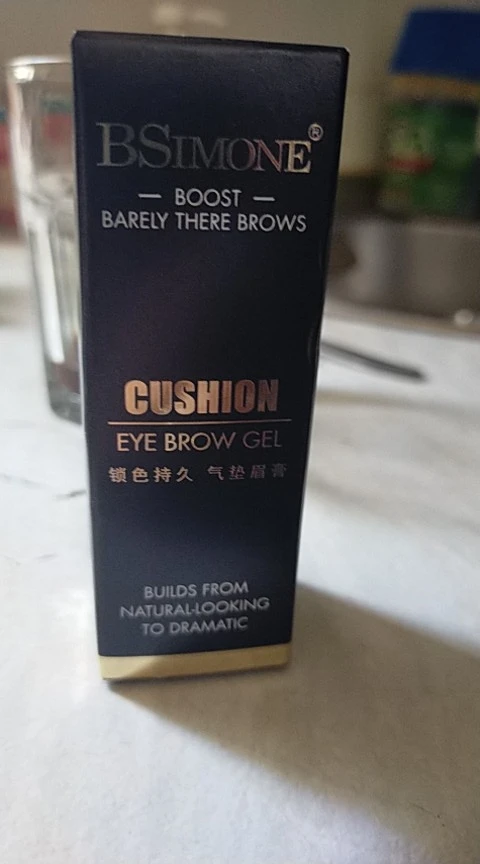 BSIMONE®
— BOOST —
BARELY THERE BROWS
CUSHION
EYE BROW GEL
锁色持久 气垫眉膏
BUILDS FROM
NATURAL-LOOKING
TO DRAMATIC